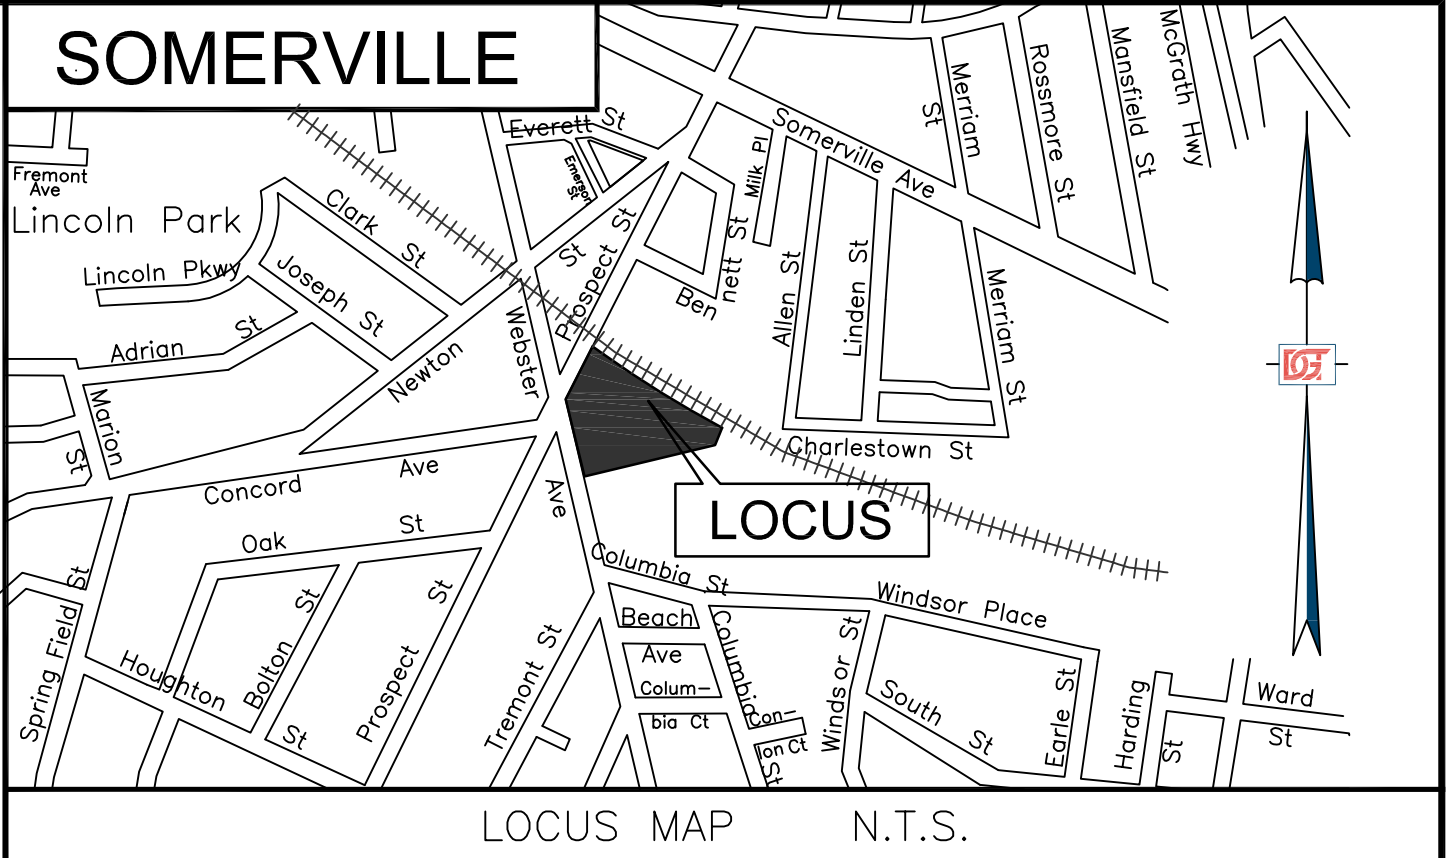 SOMERVILLE
Everett St
Fremont
Ave
Lincoln Park
Lincoln Pkwy
Clark St
Joseph St
Adrian St
Marion
St
Newton
St
Emerson
St
Webster
Ave
Prospect St
Bennett St
Milk Pl
Somerville Ave
Allen St
Linden St
Merriam St
Merriam
St
Rossmore St
Mansfield St
McGrath Hwy
DGT
Charlestown St
LOCUS
Concord Ave
Oak St
Spring Field St
Houghton St
Bolton St
Prospect St
Tremont St
Columbia St
Beach
Ave
Colum-
bia Ct
Columbia
St
Con-
lon Ct
Windsor Place
Windsor St
South St
Earle St
Harding
St
Ward
St
LOCUS MAP N.T.S.